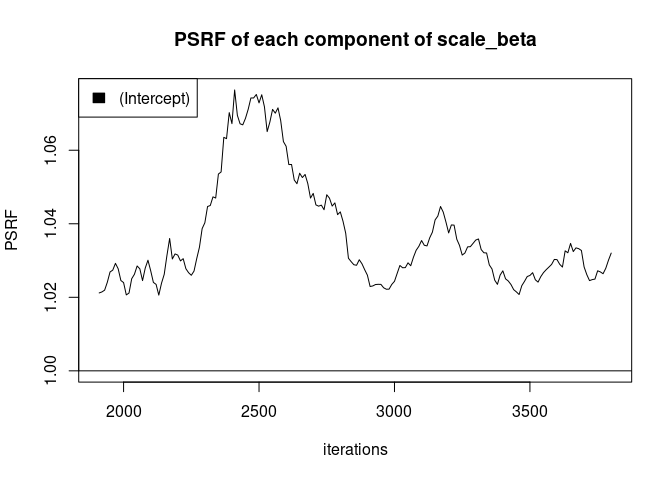 PSRF of each component of scale_beta
(Intercept)
PSRF
1.06
1.04
1.02
1.00
2000 2500 3000 3500
iterations